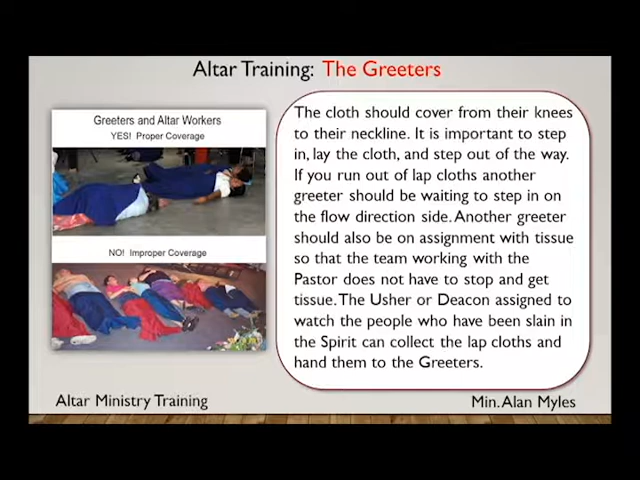 Altar Training: The Greeters
Greeters and Altar Workers
YES! Proper Coverage
NO! Improper Coverage
The cloth should cover from their knees
to their neckline. It is important to step
in, lay the cloth, and step out of the way.
If you run out of lap cloths another
greeter should be waiting to step in on
the flow direction side. Another greeter
should also be on assignment with tissue
so that the team working with the
Pastor does not have to stop and get
tissue. The Usher or Deacon assigned to
watch the people who have been slain in
the Spirit can collect the lap cloths and
hand them to the Greeters.
Altar Ministry Training
Min. Alan Myles